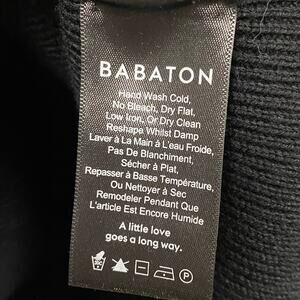 BABATON
Hand Wash Cold,
No Bleach, Dry Flat,
Low Iron, Or Dry Clean
Reshape Whilst Damp
Laver à La Main à L'eau Froide,
Pas De Blanchiment,
Sécher à Plat,
Repasser à Basse Température,
Ou Nettoyer à Sec
Remodeler Pendant Que
L'article Est Encore Humide
A little love
goes a long way.
P